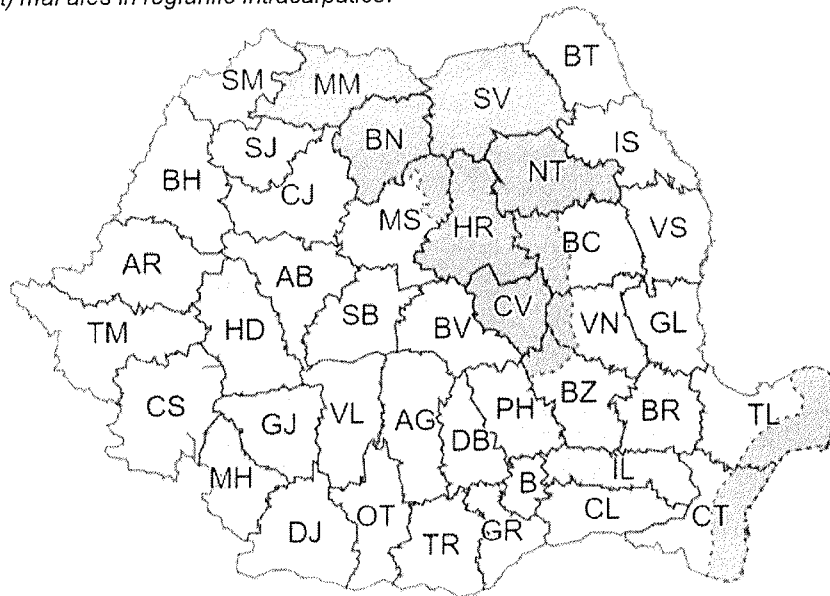 t) mai ales în regiunile intracarpatice.
BT
SM
MM
SV
BN
IS
SJ
NT
BH
CJ
MS
HR
BC
VS
AR
AB
CV
SB
TM
HD
BV
VN
GL
CS
VL
PH
BZ
BR
TL
GJ
AG
DB
MH
B
IL
OT
CL
CT
DJ
TR
GR